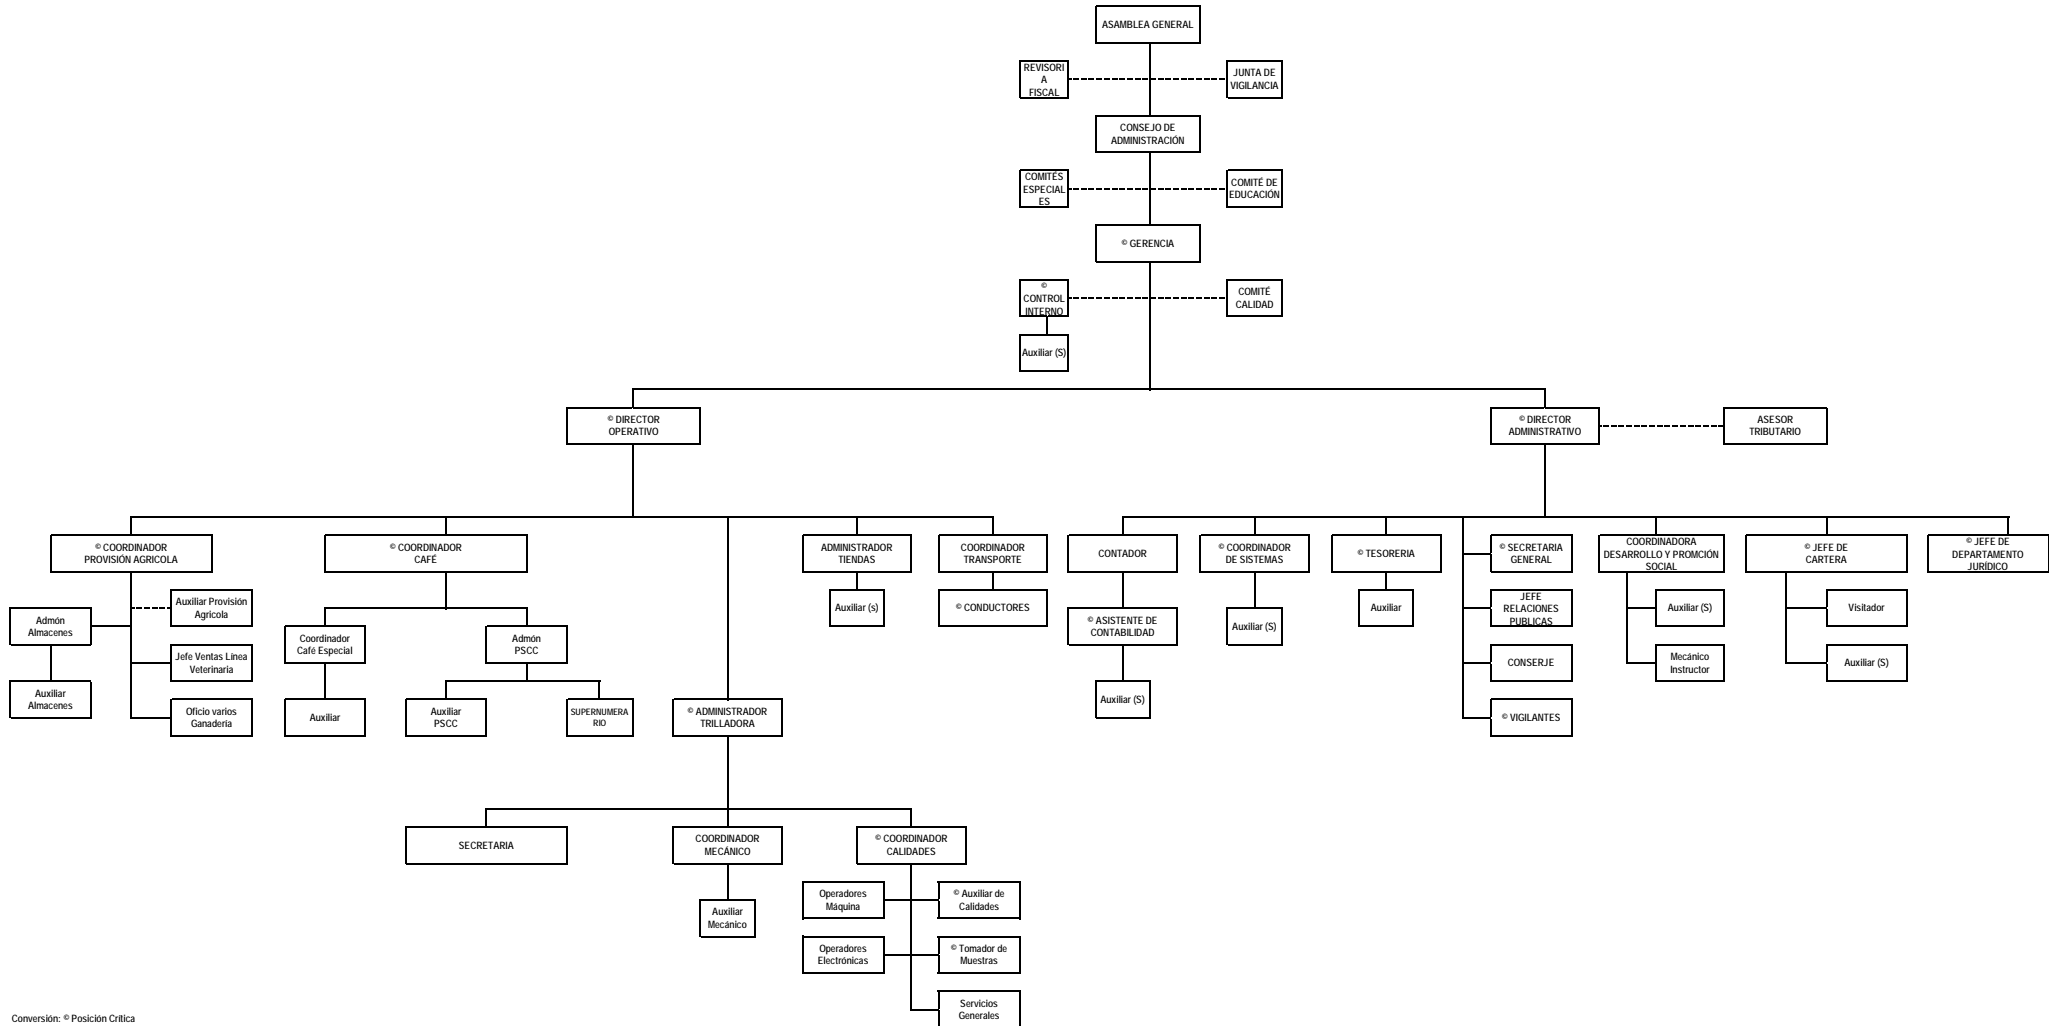 ASAMBLEA GENERAL
REVISORI
A
FISCAL
JUNTA DE
VIGILANCIA
CONSEJO DE
ADMINISTRACIÓN
COMITÉS
ESPECIAL
ES
COMITÉ DE
EDUCACIÓN
© GERENCIA
©
CONTROL
INTERNO
COMITÉ
CALIDAD
Auxiliar (S)
© DIRECTOR
OPERATIVO
© DIRECTOR
ADMINISTRATIVO
ASESOR
TRIBUTARIO
© COORDINADOR
PROVISIÓN AGRICOLA
© COORDINADOR
CAFÉ
ADMINISTRADOR
TIENDAS
COORDINADOR
TRANSPORTE
CONTADOR
© COORDINADOR
DE SISTEMAS
© TESORERIA
© SECRETARIA
GENERAL
COORDINADORA
DESARROLLO Y PROMCIÓN
SOCIAL
© JEFE DE
CARTERA
© JEFE DE
DEPARTAMENTO
JURÍDICO
Auxiliar Provisión
Agricola
Auxiliar (s)
© CONDUCTORES
Auxiliar
JEFE
RELACIONES
PUBLICAS
Auxiliar (S)
Visitador
Admón
Almacenes
Coordinador
Café Especial
Admón
PSCC
© ASISTENTE DE
CONTABILIDAD
Auxiliar (S)
Jefe Ventas Línea
Veterinaria
CONSERJE
Mecánico
Instructor
Auxiliar (S)
Auxiliar
Almacenes
Oficio varios
Ganadería
Auxiliar
Auxiliar
PSCC
SUPERNUMERA
RIO
© ADMINISTRADOR
TRILLADORA
Auxiliar (S)
© VIGILANTES
SECRETARIA
COORDINADOR
MECÁNICO
© COORDINADOR
CALIDADES
Operadores
Máquina
© Auxiliar de
Calidades
Auxiliar
Mecánico
Operadores
Electrónicas
© Tomador de
Muestras
Servicios
Generales
Conversión: © Posición Crítica